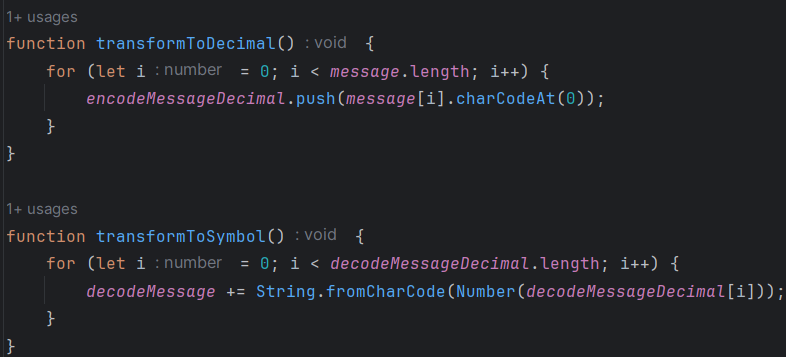 1+ usages
function transformToDecimal() : void {
    for (let i : number = 0; i < message.length; i++) {
        encodeMessageDecimal.push(message[i].charCodeAt(0));
    }
}
1+ usages
function transformToSymbol() : void {
    for (let i : number = 0; i < decodeMessageDecimal.length; i++) {
        decodeMessage += String.fromCharCode(Number(decodeMessageDecimal[i]));
    }
}